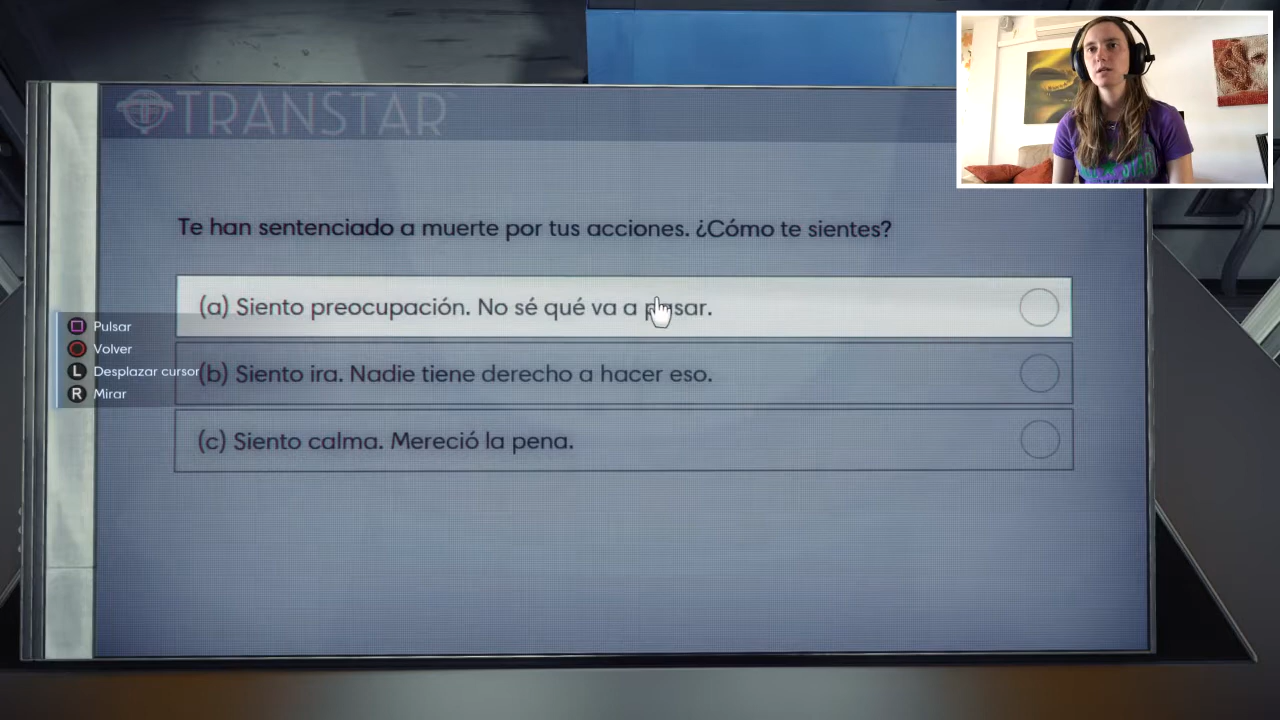 TRANSTAR
Te han sentenciado a muerte por tus acciones. ¿Cómo te sientes?
(a) Siento preocupación. No sé qué va a pasar.
Pulsar
Volver
L Desplazar cursor
(b) Siento ira. Nadie tiene derecho a hacer eso.
R Mirar
(c) Siento calma. Mereció la pena.